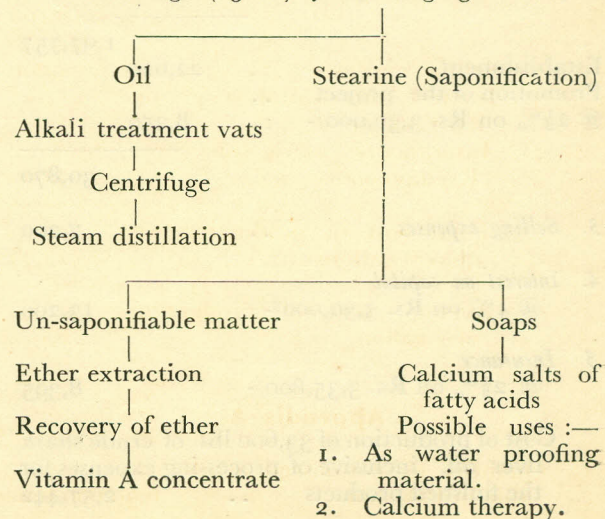 Oil
Stearine (Saponification)
Alkali treatment vats
Centrifuge
Steam distillation
Un-saponifiable matter
Ether extraction
Recovery of ether
Vitamin A concentrate
Soaps
Calcium salts of
fatty acids
Possible uses :—
1. As water proofing
material.
2. Calcium therapy.